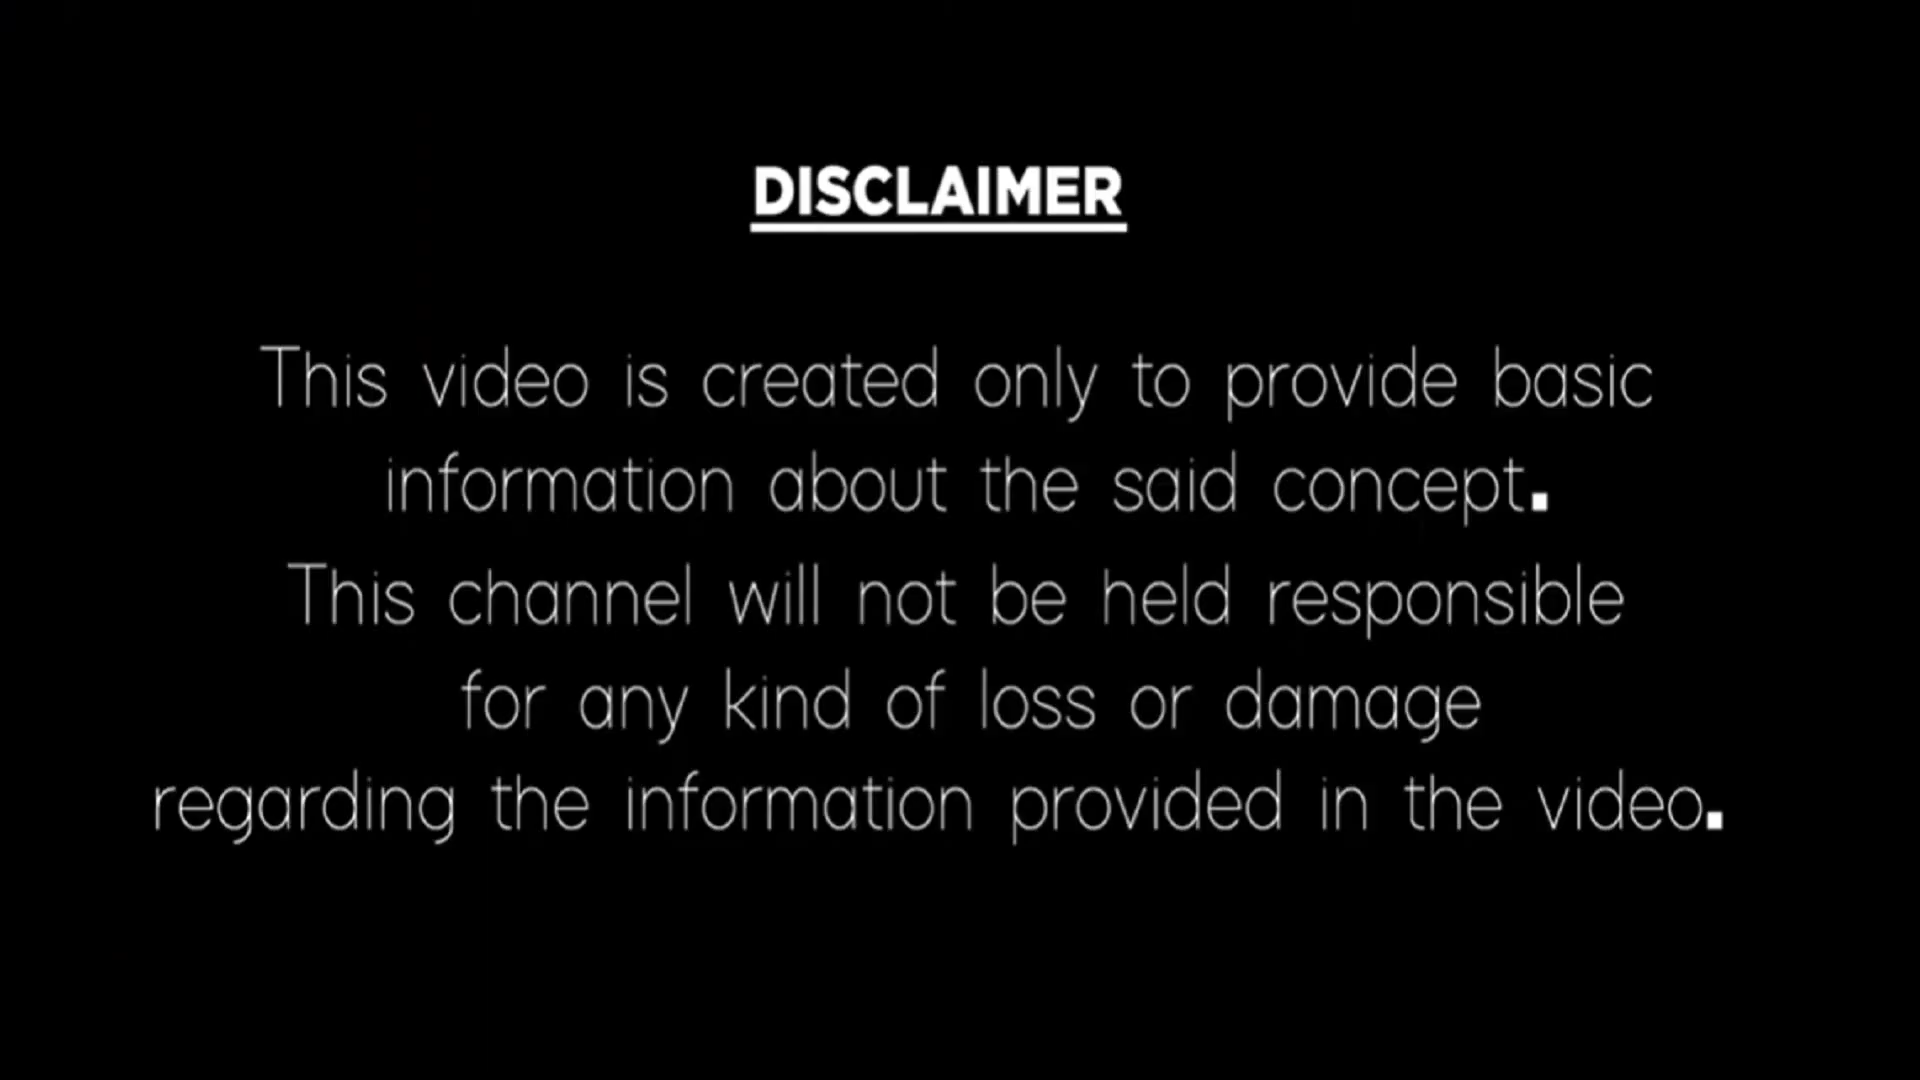 DISCLAIMER
This video is created only to provide basic
information about the said concept.
This channel will not be held responsible
for any kind of loss or damage
regarding the information provided in the video.